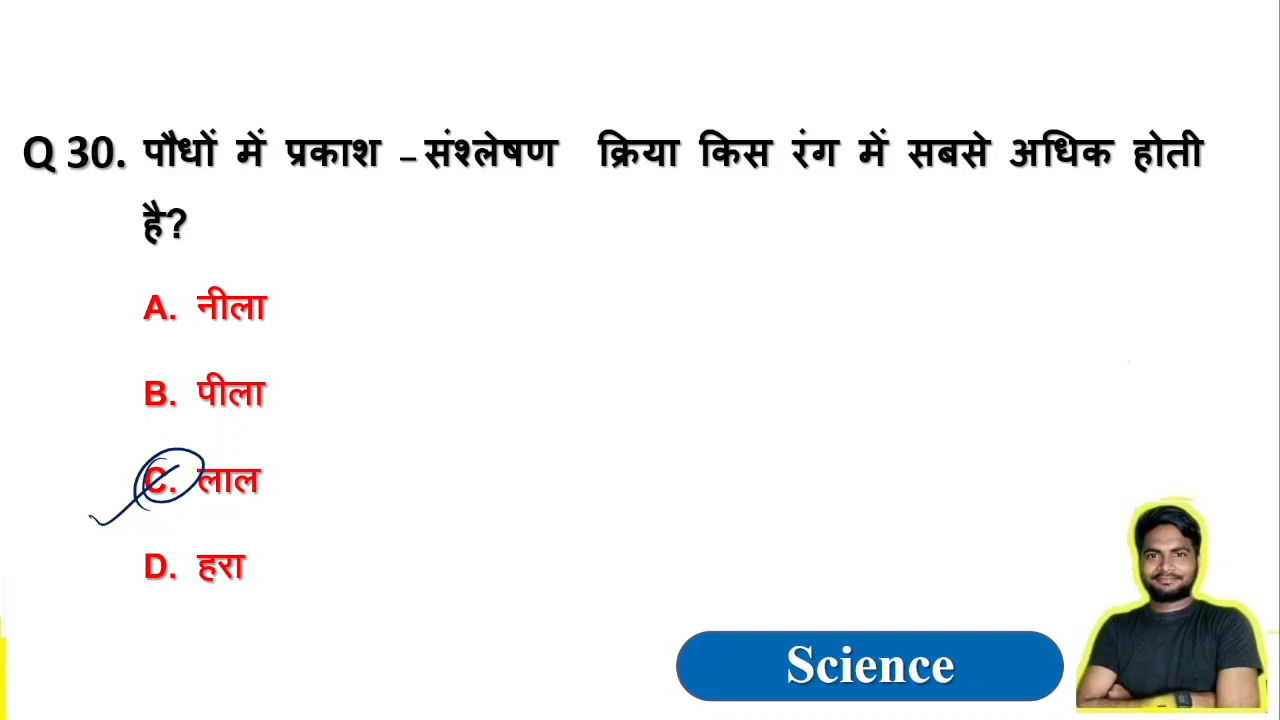 Q 30. पौधों में प्रकाश – संश्लेषण क्रिया किस रंग में सबसे अधिक होती
है?
A. नीला
B. पीला
C. लाल
D. हरा
Science